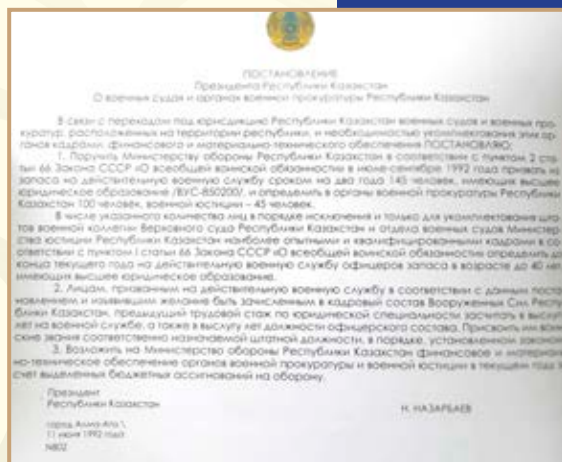 ПОСТАНОВЛЕНИЕ
Президента Республики Казахстан
О военных судах и органах военной прокуратуры Республики Казахстан
В связи с переходом под юрисдикцию Республики Казахстан военных судов и военных про-
куратур, расположенных на территории республики, и необходимостью укомплектования этих ор-
ганов кадрами, финансового и материально-технического обеспечения ПОСТАНОВЛЯЮ:
1. Поручить Министерству обороны Республики Казахстан в соответствии с пунктом 2 ста-
тьи 66 Закона СССР «О всеобщей воинской обязанности» в июле-сентябре 1992 года призвать из
запаса на действительную военную службу сроком на два года 145 человек, имеющих высшее
юридическое образование /ВУС-850200/, и определить в органы военной прокуратуры Республики
Казахстан 100 человек, военной юстиции – 45 человек.
В числе указанного количества лиц в порядке исключения и только для укомплектования шта-
тов военной коллегии Верховного суда Республики Казахстан и отдела военных судов Министер-
ства юстиции Республики Казахстан наиболее опытными и квалифицированными кадрами в со-
ответствии с пунктом 1 статьи 66 Закона СССР «О всеобщей воинской обязанности» определить до
конца текущего года на действительную военную службу офицеров запаса в возрасте до 40 лет
имеющих высшее юридическое образование.
2. Лицам, призванным на действительную военную службу в соответствии с данным поста-
новлением и изъявившим желание быть зачисленным в кадровый состав Вооруженных Сил Респу-
блики Казахстан, предыдущий трудовой стаж по юридической специальности засчитать в выслугу
лет на военной службе, а также в выслугу лет должности офицерского состава. Присвоить им воин-
ские звания соответственно назначаемой штатной должности, в порядке, установленном законом
3. Возложить на Министерство обороны Республики Казахстан финансовое и материаль-
но-техническое обеспечение органов военной прокуратуры и военной юстиции в текущем году
счет выделенных бюджетных ассигнований на оборону.
Президент
Республики Казахстан
Н. НАЗАРБАЕВ
город Алма-Ата
11 июня 1992 года
N802